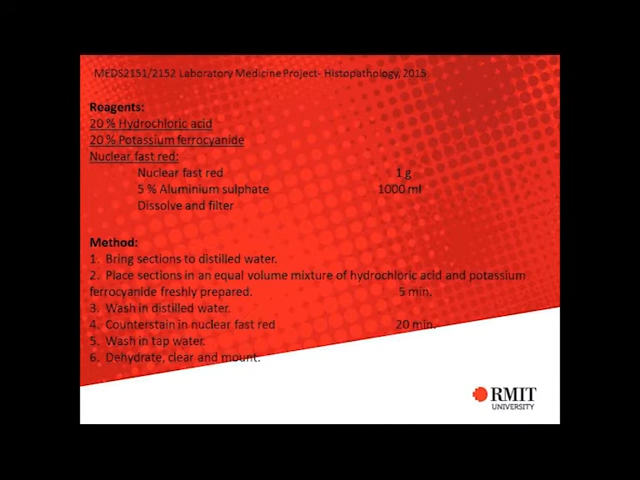 MEDS2151/2152 Laboratory Medicine Project- Histopathology, 2015
Reagents:
20 % Hydrochloric acid
20 % Potassium ferrocyanide
Nuclear fast red:
Nuclear fast red 1 g
5 % Aluminium sulphate 1000 ml
Dissolve and filter
Method:
1. Bring sections to distilled water.
2. Place sections in an equal volume mixture of hydrochloric acid and potassium
ferrocyanide freshly prepared. 5 min.
3. Wash in distilled water.
4. Counterstain in nuclear fast red 20 min.
5. Wash in tap water.
6. Dehydrate, clear and mount.
RMIT
UNIVERSITY